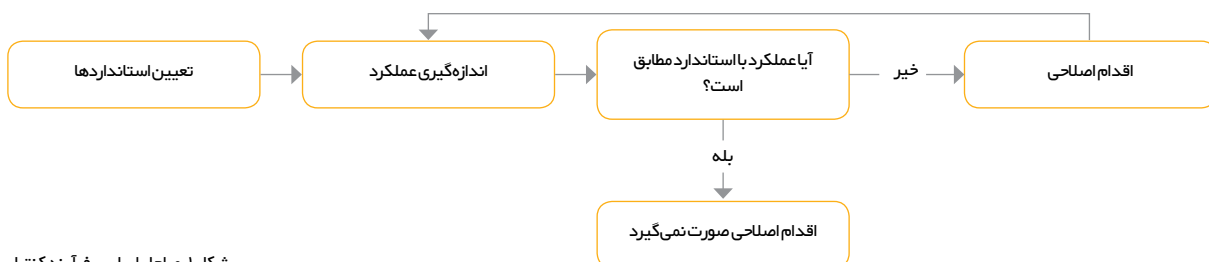 تعیین استانداردها
اندازه‌گیری عملکرد
آیا عملکرد با استاندارد مطابق
است؟
خیر
اقدام اصلاحی
بله
اقدام اصلاحی صورت نمی‌گیرد